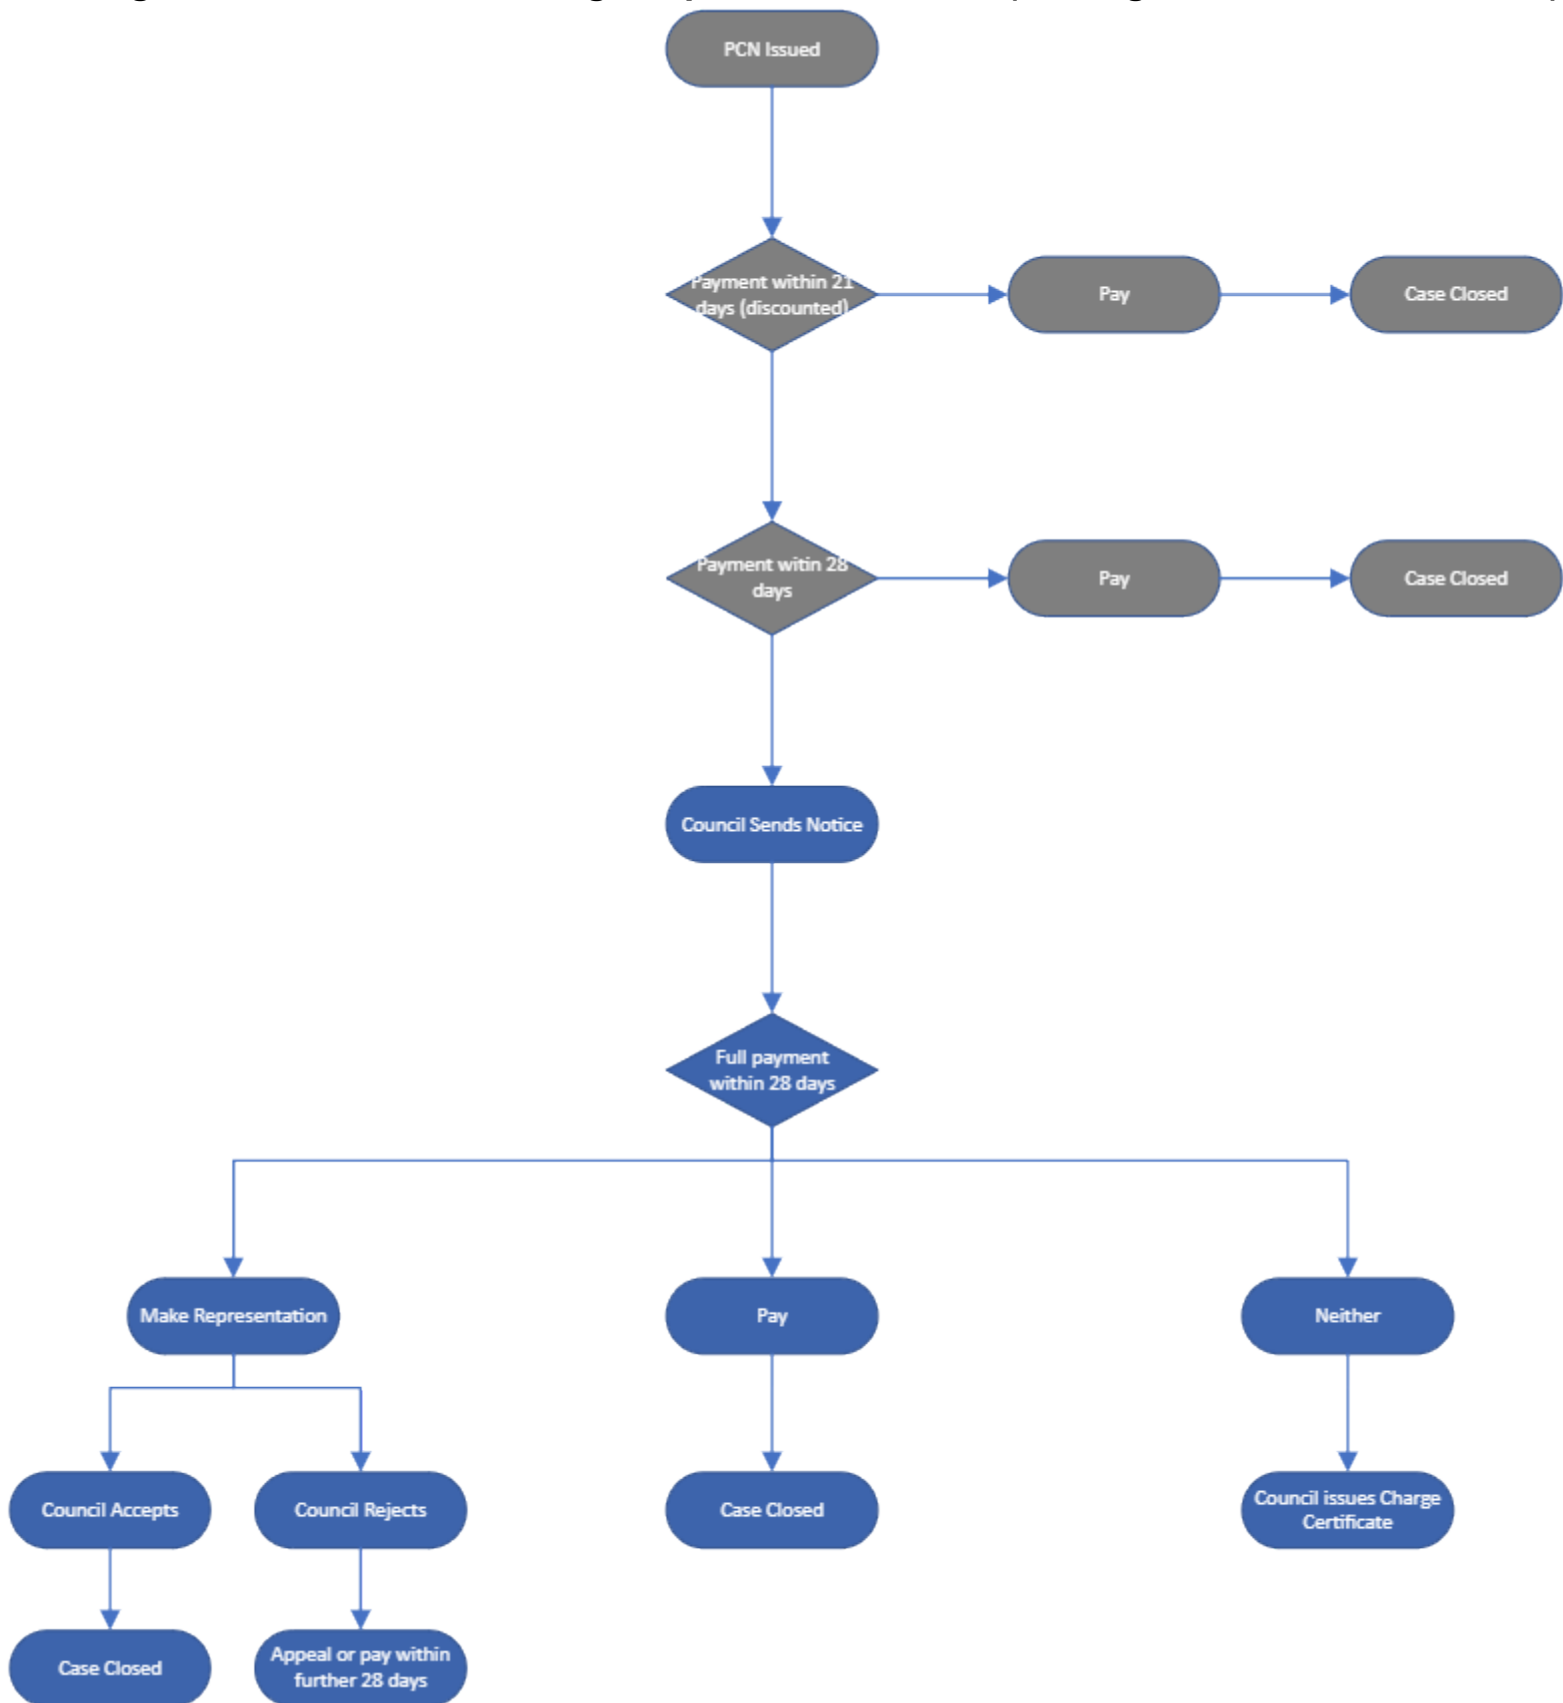 PCN Issued
Payment within 21
days (discounted)
Pay
Case Closed
Payment witin 28
days
Pay
Case Closed
Council Sends Notice
Full payment
within 28 days
Make Representation
Pay
Neither
Council Accepts
Council Rejects
Case Closed
Council issues Charge
Certificate
Case Closed
Appeal or pay within
further 28 days